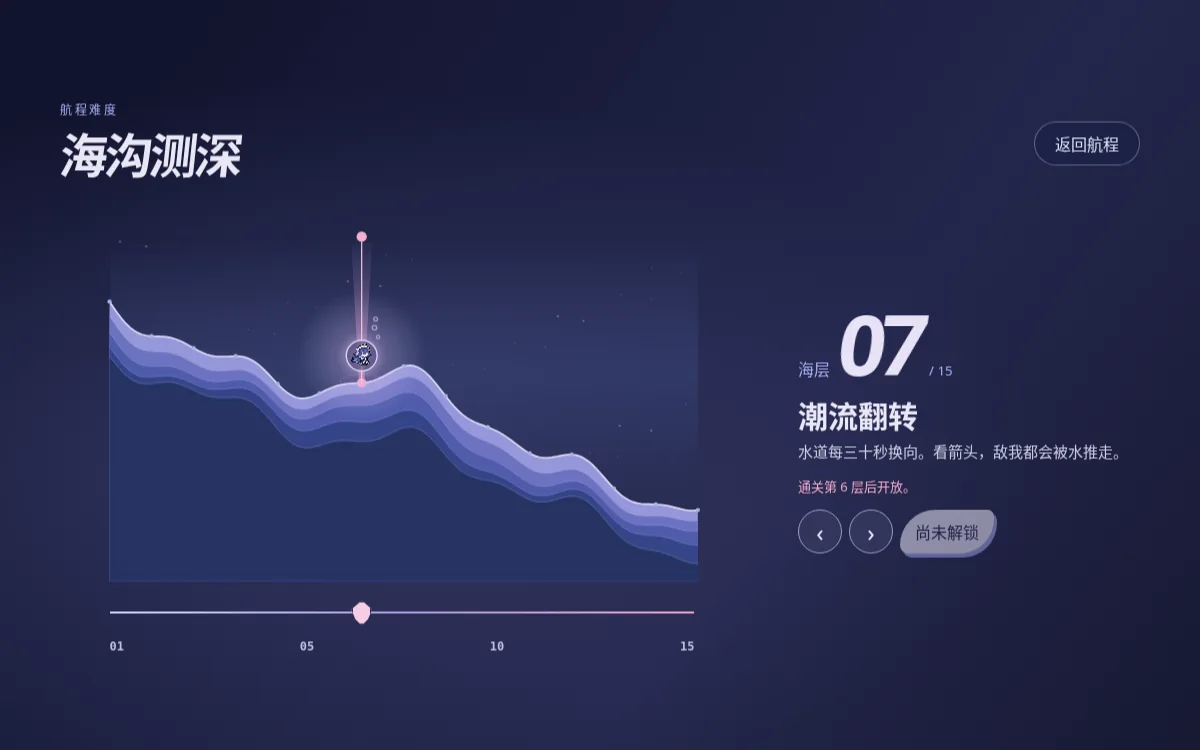 航程难度
海沟测深
返回航程
海层 07 / 15
潮流翻转
水道每三十秒换向。看箭头，敌我都会被水推走。
通关第 6 层后开放。
‹ › 尚未解锁
01 05 10 15